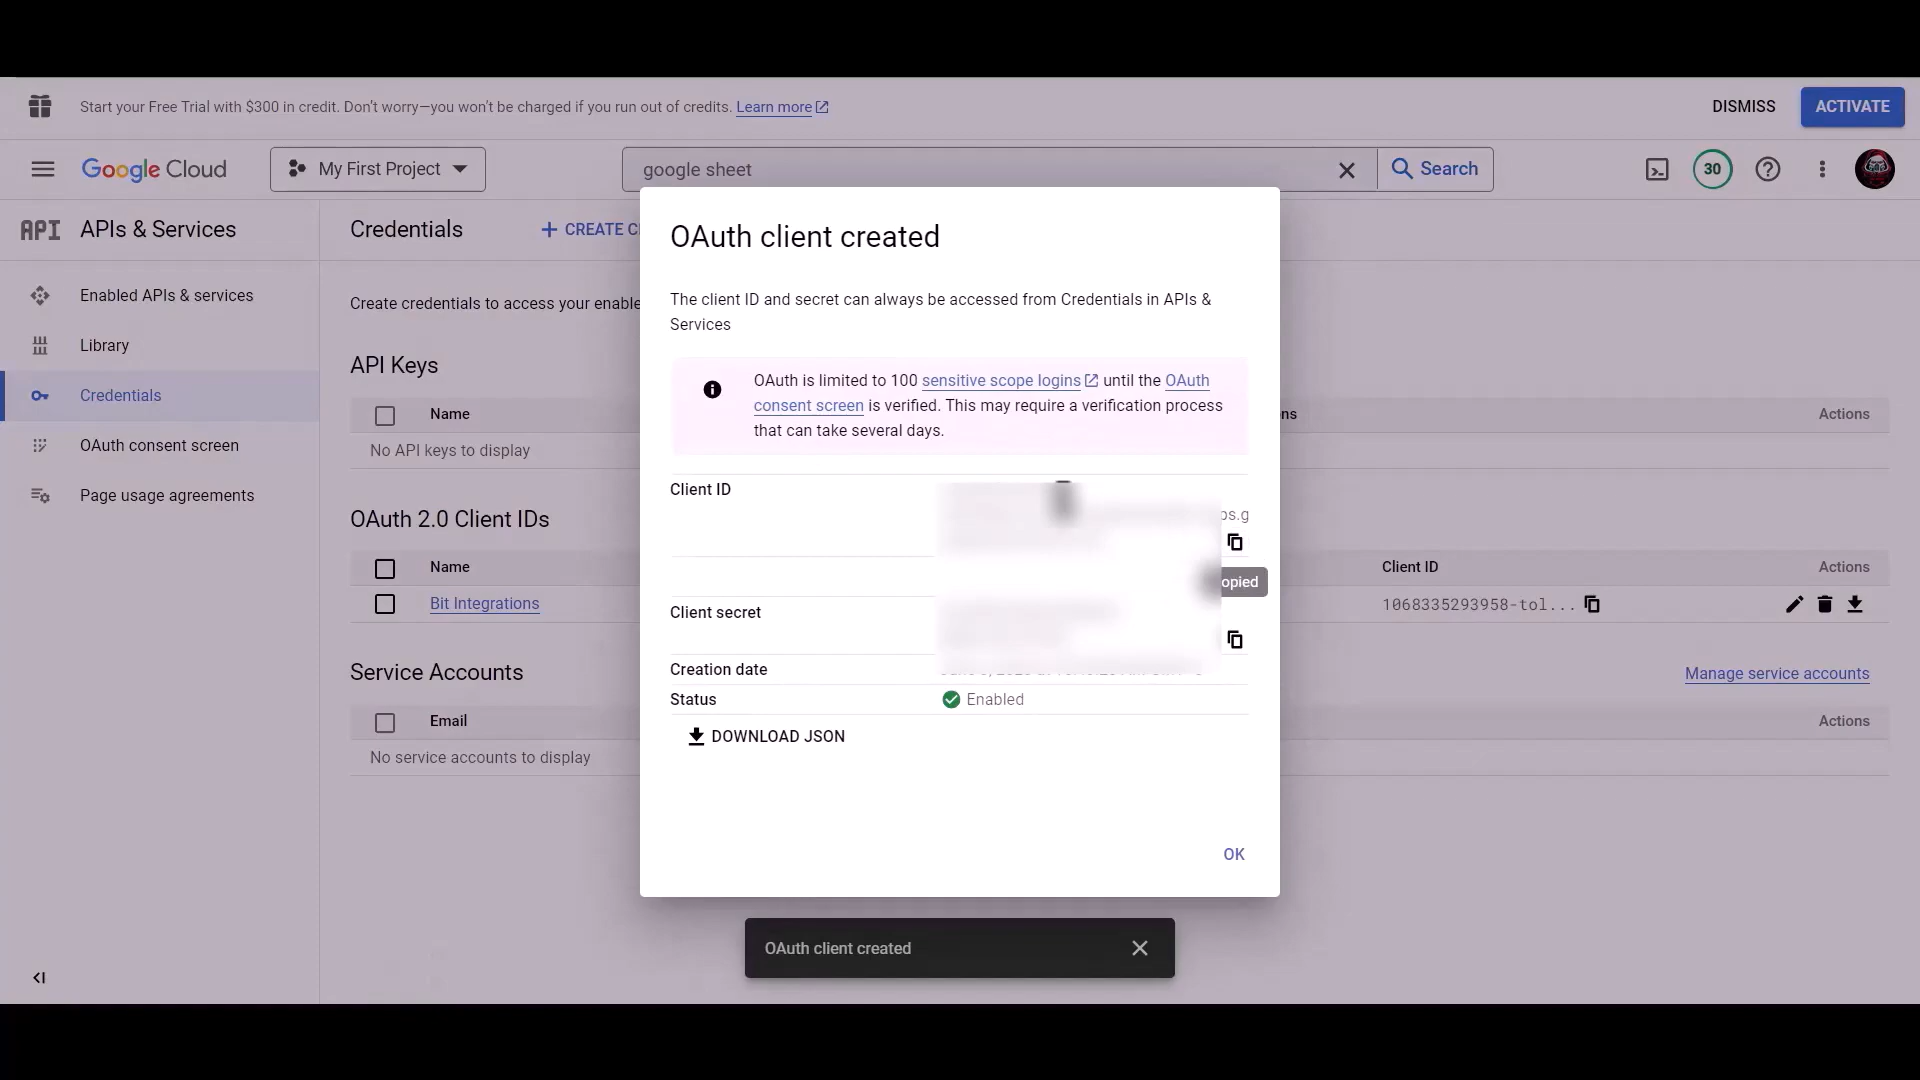 Start your Free Trial with $300 in credit. Don't worry—you won't be charged if you run out of credits. Learn more
DISMISS
ACTIVATE
Google Cloud
My First Project
google sheet
Search
30
API
APIs & Services
Credentials
+ CREATE
Enabled APIs & services
Library
Credentials
OAuth consent screen
Page usage agreements
Create credentials to access your
API Keys
Name
Actions
No API keys to display
OAuth 2.0 Client IDs
Name
Client ID
Actions
Bit Integrations
1068335293958-tol...
Service Accounts
Manage service accounts
Email
Actions
No service accounts to display
OAuth client created
The client ID and secret can always be accessed from Credentials in APIs &
Services
OAuth is limited to 100 sensitive scope logins until the OAuth
consent screen is verified. This may require a verification process
that can take several days.
Client ID
Client secret
Creation date
Status
Enabled
DOWNLOAD JSON
OK
OAuth client created